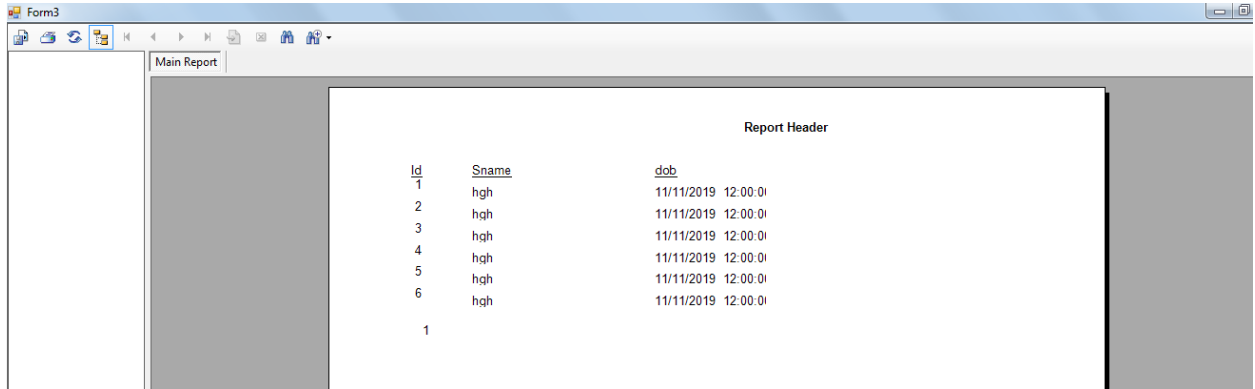 Form3
Main Report
Report Header
Id Sname dob
1 hgh 11/11/2019 12:00:0
2 hgh 11/11/2019 12:00:0
3 hgh 11/11/2019 12:00:0
4 hgh 11/11/2019 12:00:0
5 hgh 11/11/2019 12:00:0
6 hgh 11/11/2019 12:00:0
1